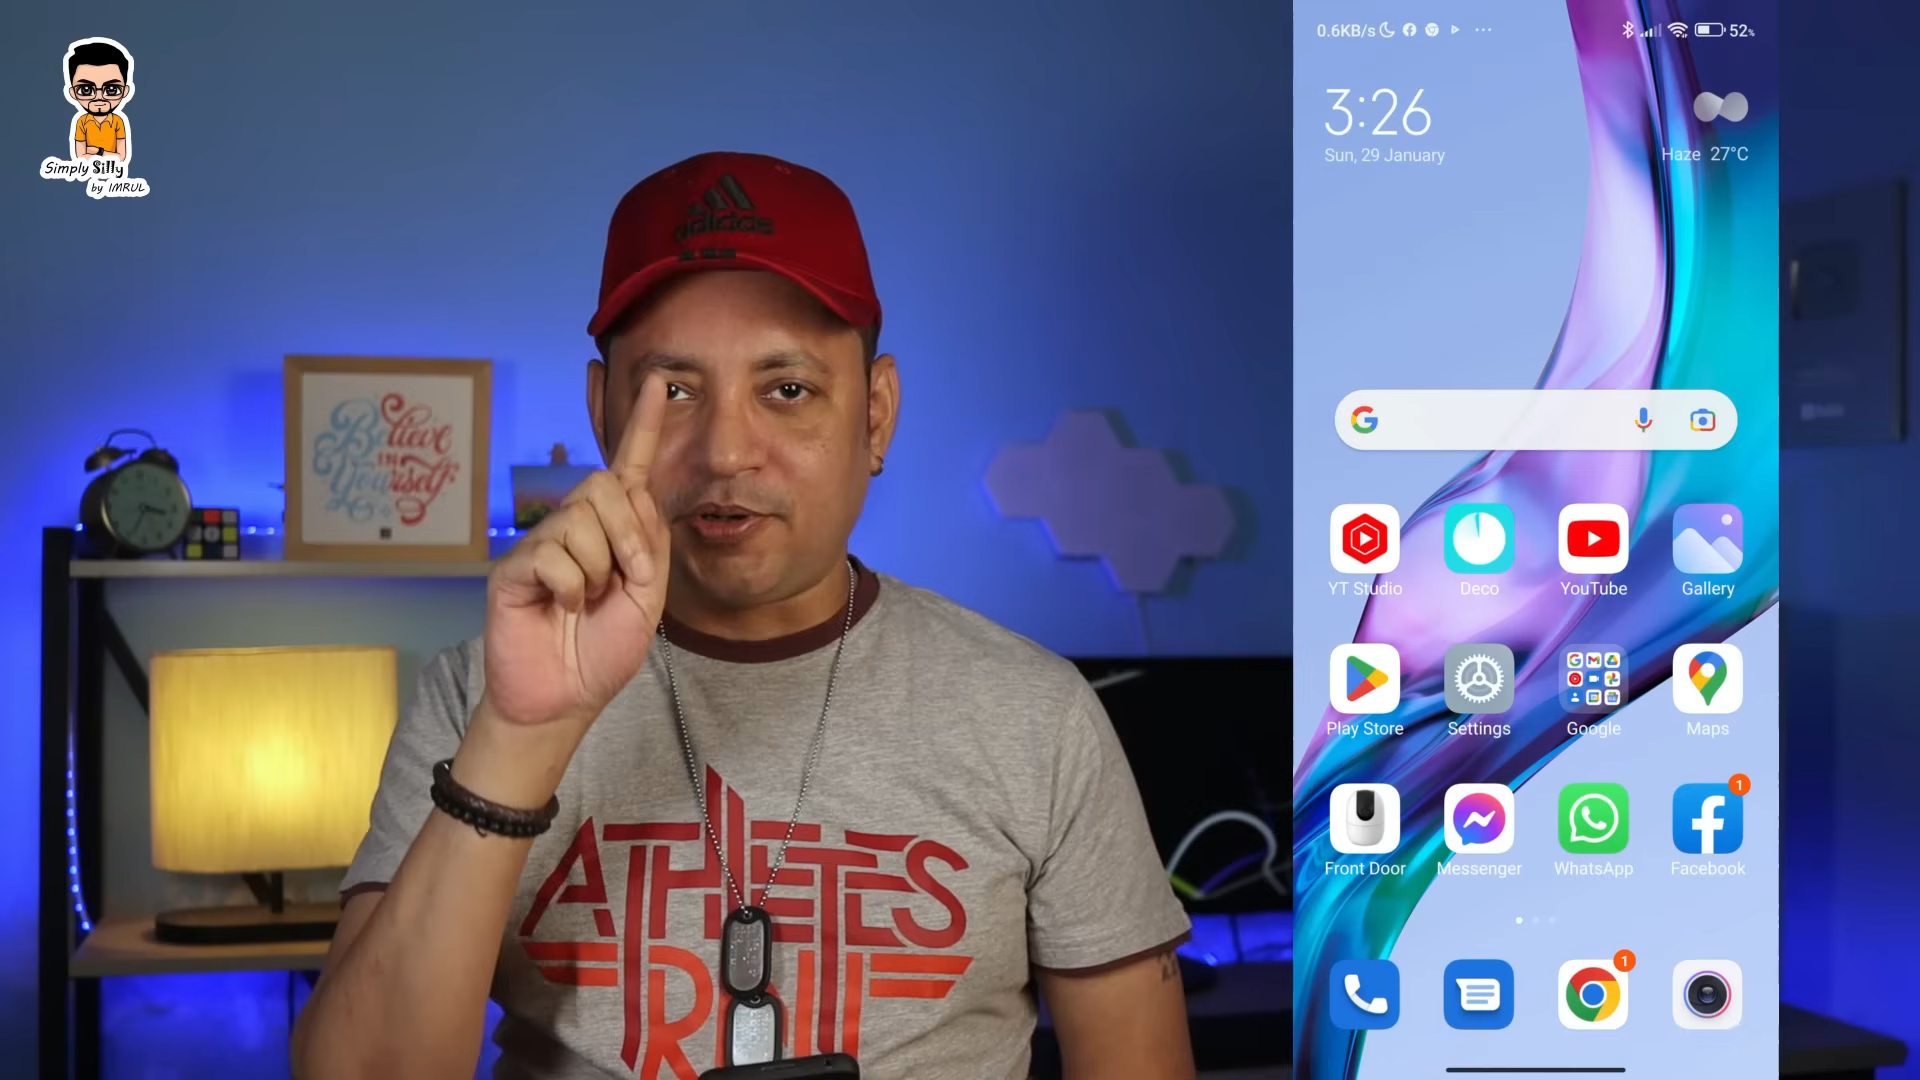 Simply Silly
by IMRUL
adidas
Believe
IN
Yourself
ATHLETES
0.6KB/s
52%
3:26
Sun, 29 January
Haze 27°C
YT Studio
Deco
YouTube
Gallery
Play Store
Settings
Google
Maps
Front Door
Messenger
WhatsApp
1
Facebook
1